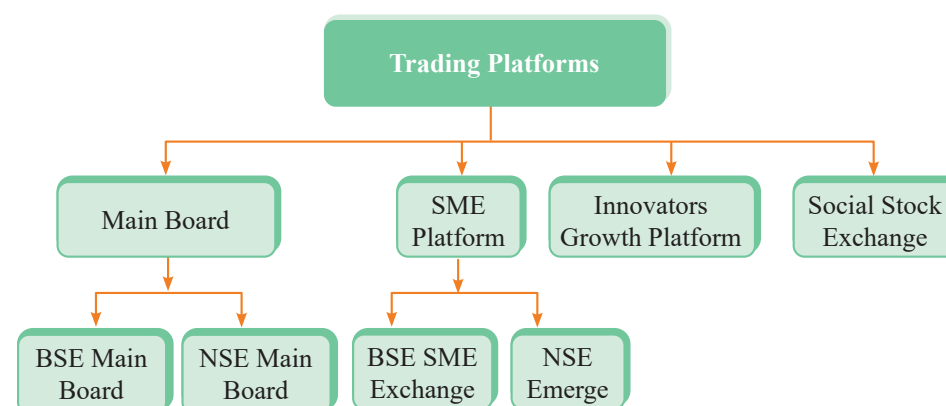 Trading Platforms
Main Board
SME
Platform
Innovators
Growth Platform
Social Stock
Exchange
BSE Main
Board
NSE Main
Board
BSE SME
Exchange
NSE
Emerge